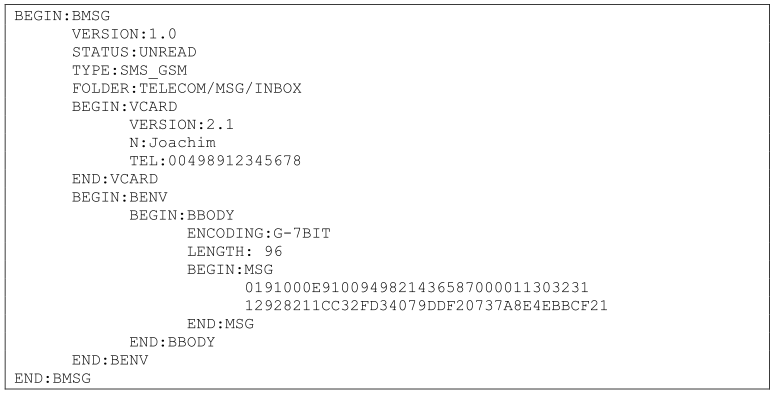 BEGIN:BMSG
VERSION:1.0
STATUS:UNREAD
TYPE:SMS_GSM
FOLDER:TELECOM/MSG/INBOX
BEGIN:VCARD
VERSION:2.1
N:Joachim
TEL:00498912345678
END:VCARD
BEGIN:BENV
BEGIN:BBODY
ENCODING:G-7BIT
LENGTH: 96
BEGIN:MSG
0191000E9100949821436587000011303231
12928211CC32FD34079DDF20737A8E4EBBCF21
END:MSG
END:BBODY
END:BENV
END:BMSG